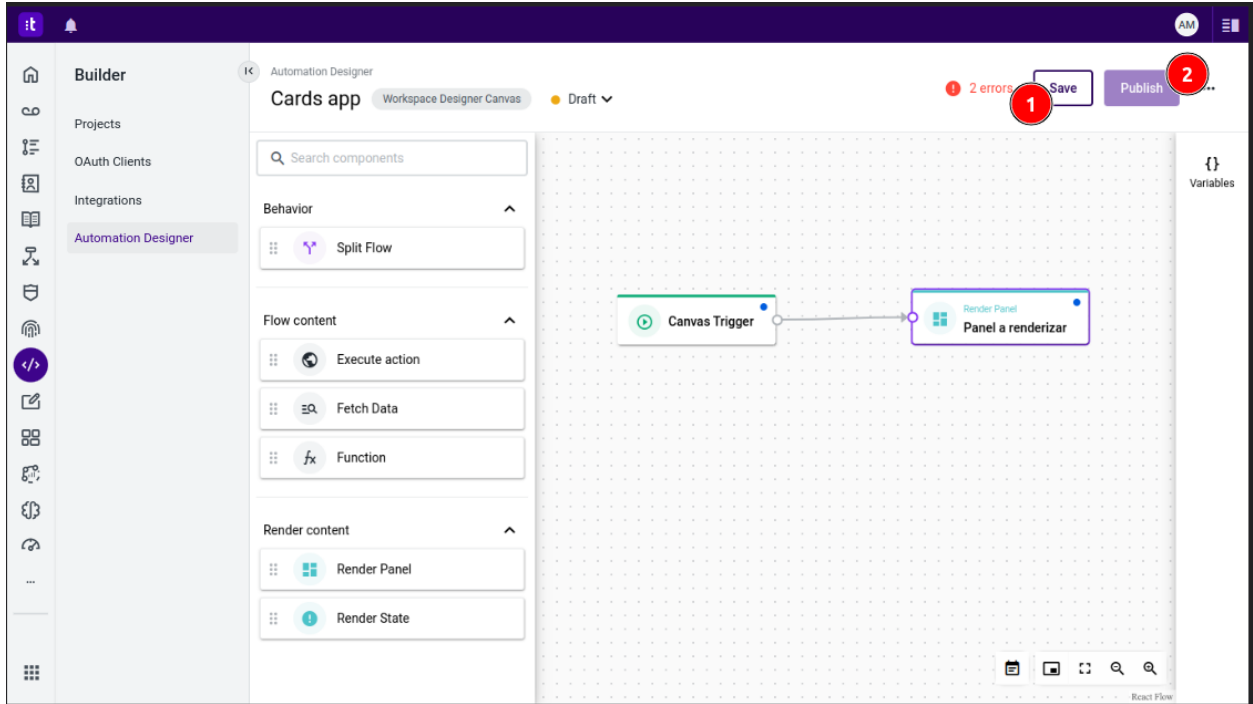 :t
AM
Builder
Projects
OAuth Clients
Integrations
Automation Designer
Automation Designer
Cards app
Workspace Designer Canvas
Draft
2 errors
1
Save
Publish
2
Search components
Behavior
Split Flow
Flow content
Execute action
Fetch Data
fx
Function
Render content
Render Panel
Render State
Canvas Trigger
Render Panel
Panel a renderizar
{}
Variables
React Flow